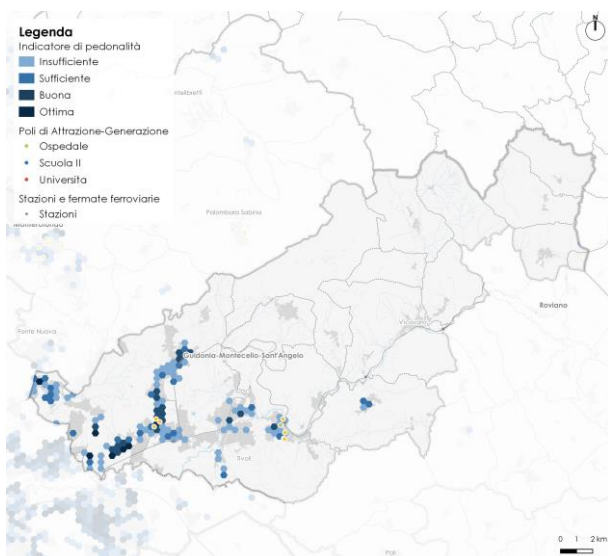 Legenda
Indicatore di pedonalità
Insufficiente
Sufficiente
Buona
Ottima
Poli di Attrazione-Generazione
Ospedale
Scuola II
Universita
Stazioni e fermate ferroviarie
Stazioni
N
Palombara Sabina
Roviano
Fonte Nuova
Guidonia-Montecelio-Sant'Angelo
Tivoli
Poli
0 1 2 km